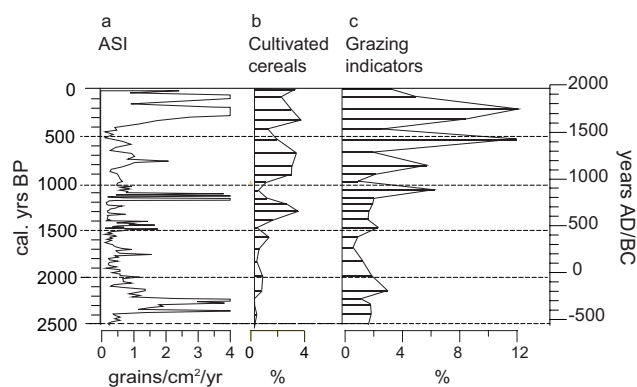 a
ASI
b
Cultivated
cereals
c
Grazing
indicators
cal. yrs BP
0
500
1000
1500
2000
2500
2000
1500
1000
500
0
-500
years AD/BC
0 1 2 3 4
grains/cm²/yr
0 4
%
0 4 8 12
%